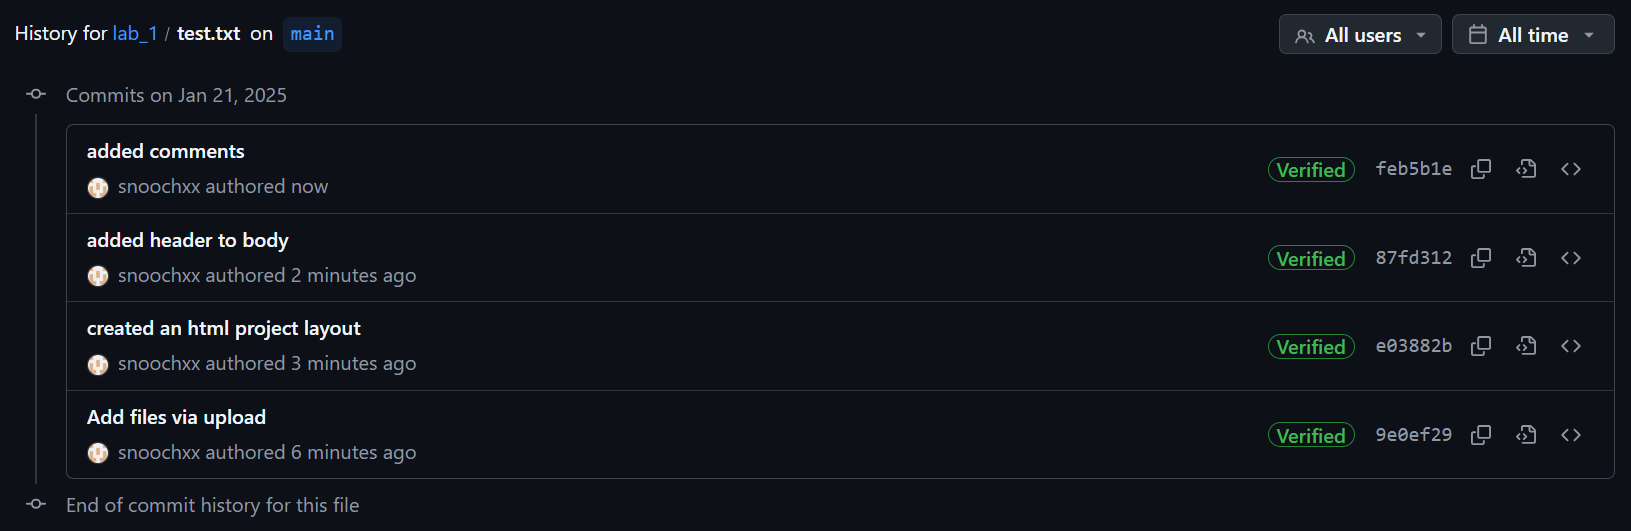 History for lab_1 / test.txt on main
All users
All time
Commits on Jan 21, 2025
added comments
snoochxx authored now
Verified
feb5b1e
added header to body
snoochxx authored 2 minutes ago
Verified
87fd312
created an html project layout
snoochxx authored 3 minutes ago
Verified
e03882b
Add files via upload
snoochxx authored 6 minutes ago
Verified
9e0ef29
End of commit history for this file